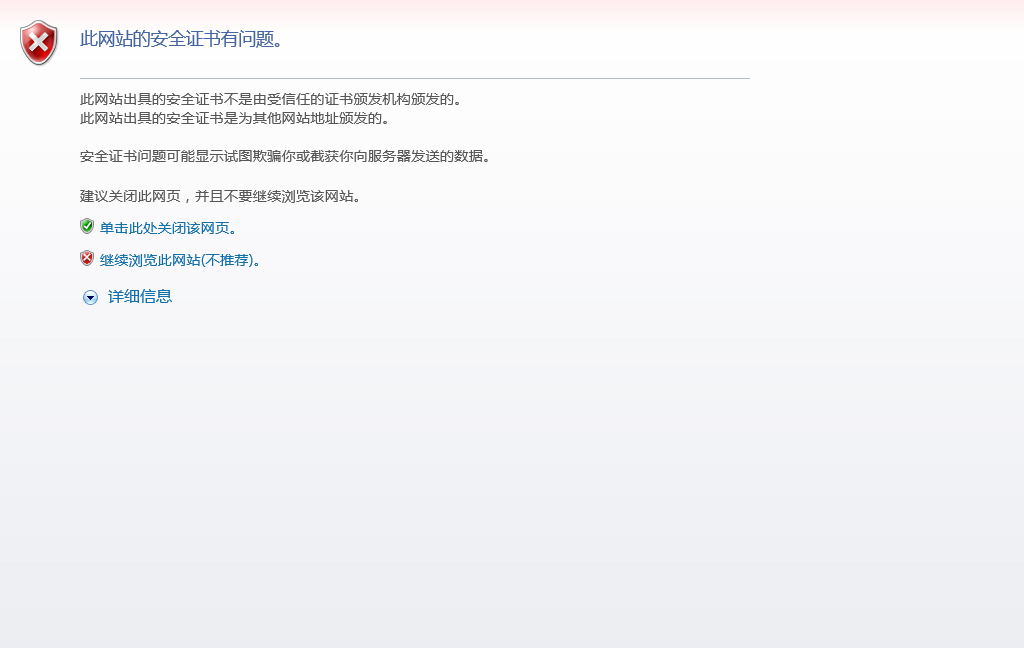 此网站的安全证书有问题。
此网站出具的安全证书不是由受信任的证书颁发机构颁发的。
此网站出具的安全证书是为其他网站地址颁发的。
安全证书问题可能显示试图欺骗你或截获你向服务器发送的数据。
建议关闭此网页，并且不要继续浏览该网站。
单击此处关闭该网页。
继续浏览此网站(不推荐)。
详细信息